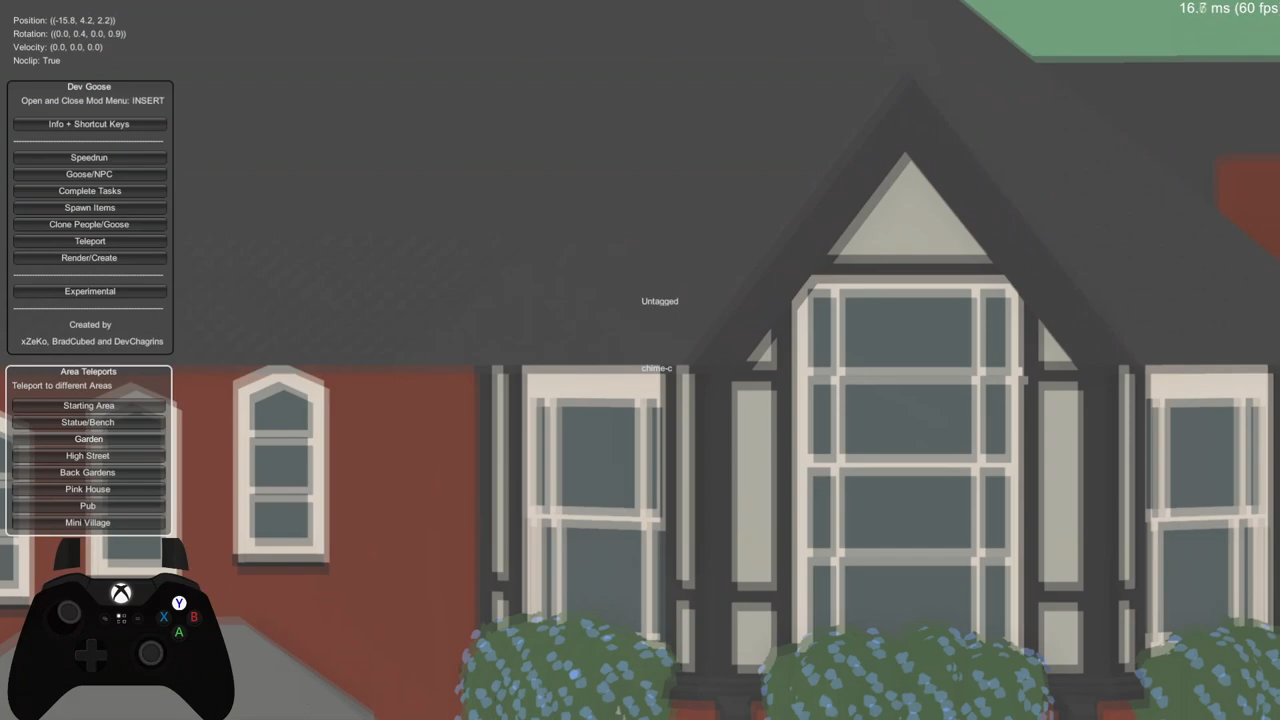 Position: ((-15.8, 4.2, 2.2))
Rotation: ((0.0, 0.4, 0.0, 0.9))
Velocity: (0.0, 0.0, 0.0)
Noclip: True
16.6 ms (60 fps
Dev Goose
Open and Close Mod Menu: INSERT
Info + Shortcut Keys
Speedrun
Goose/NPC
Complete Tasks
Spawn Items
Clone People/Goose
Teleport
Render/Create
Experimental
Created by
xZeKo, BradCubed and DevChagrins
Untagged
chime-c
Area Teleports
Teleport to different Areas
Starting Area
Statue/Bench
Garden
High Street
Back Gardens
Pink House
Pub
Mini Village
Y
X
B
A